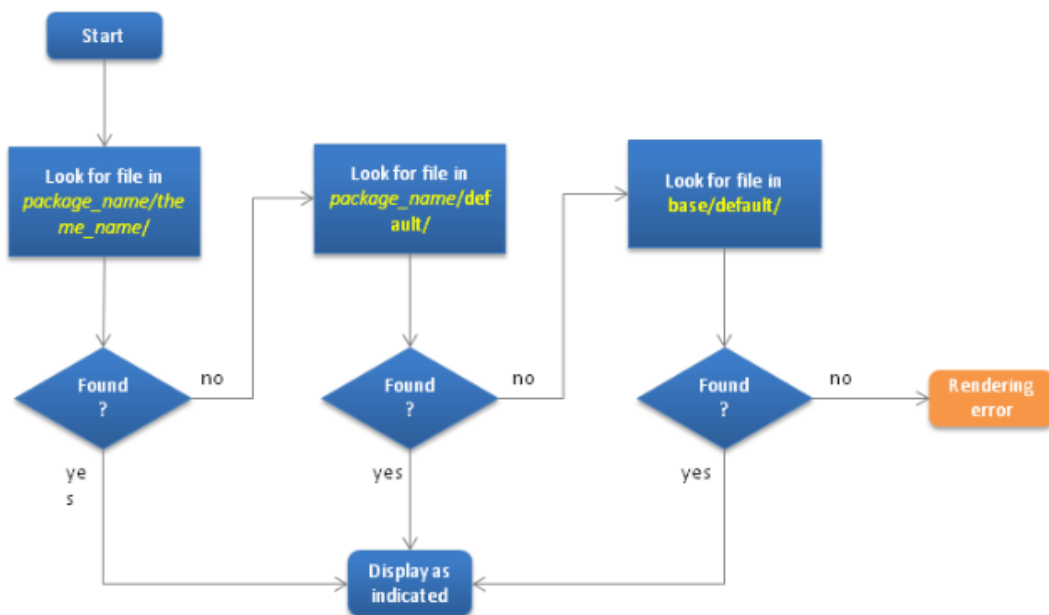 Start
Look for file in
package_name/the
me_name/
Look for file in
package_name/def
ault/
Look for file in
base/default/
Found
?
no
Found
?
no
Found
?
no
Rendering
error
ye
s
yes
yes
Display as
indicated